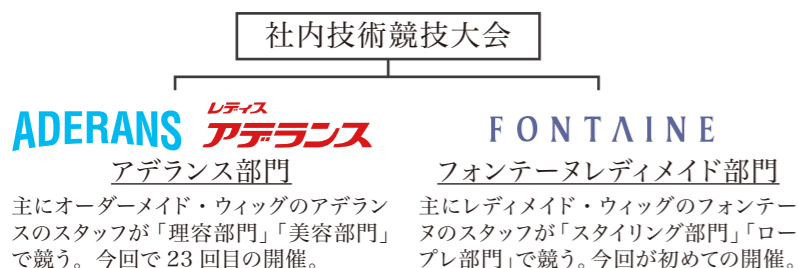 社内技術競技大会
ADERANS
レディス
アデランス
FONTAINE
アデランス部門
フォンテーヌレディメイド部門
主にオーダーメイド・ウィッグのアデラン
スのスタッフが「理容部門」「美容部門」
で競う。今回で 23 回目の開催。
主にレディメイド・ウィッグのフォンテー
ヌのスタッフが「スタイリング部門」「ロー
プレ部門」で競う。今回が初めての開催。